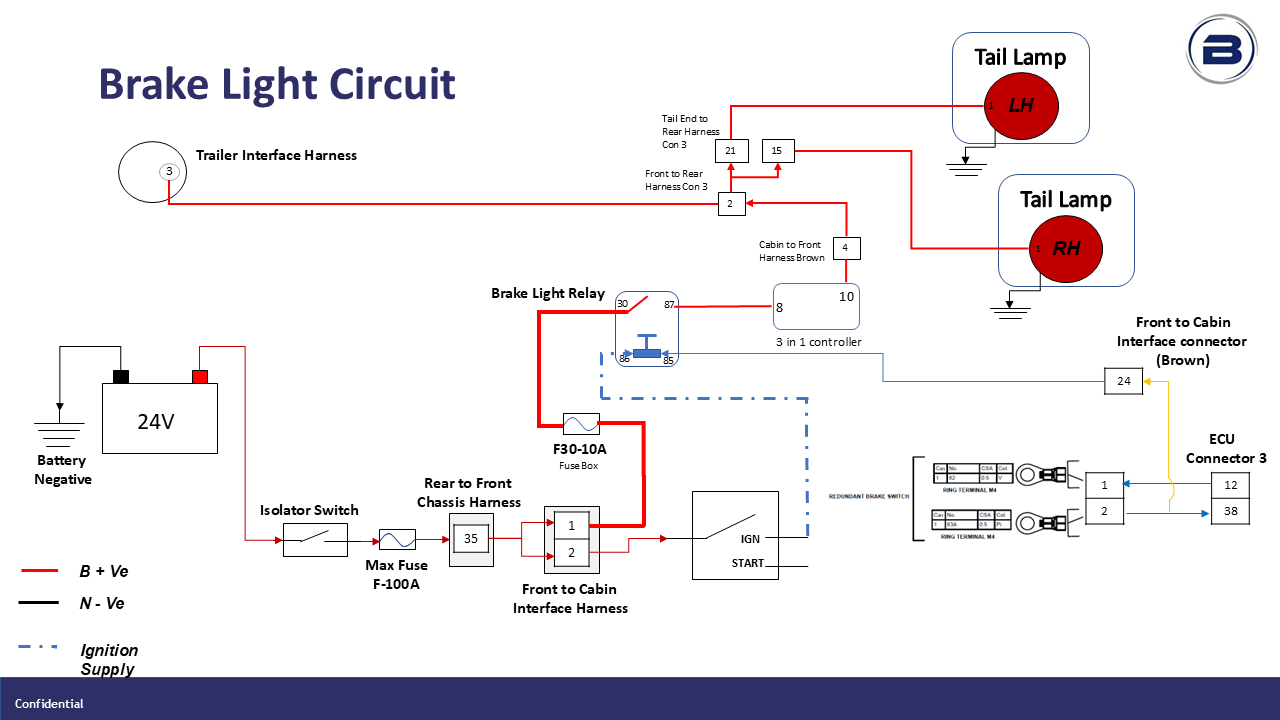 Brake Light Circuit
B
Tail Lamp
1
LH
Tail End to
Rear Harness
Con 3
21
15
Trailer Interface Harness
3
Front to Rear
Harness Con 3
2
Tail Lamp
1
RH
Cabin to Front
Harness Brown
4
Brake Light Relay
30
87
86
85
8
10
3 in 1 controller
Front to Cabin
Interface connector
(Brown)
24
24V
Battery
Negative
F30-10A
Fuse Box
ECU
Connector 3
12
38
1
2
REDUNDANT BRAKE SWITCH
Cav No. CSA Col.
1 82 0.5 V
RING TERMINAL M4
Cav No. CSA Col.
1 83A 0.5 Pi
RING TERMINAL M4
Rear to Front
Chassis Harness
35
Isolator Switch
Max Fuse
F-100A
1
2
Front to Cabin
Interface Harness
IGN
START
B + Ve
N - Ve
Ignition
Supply
Confidential